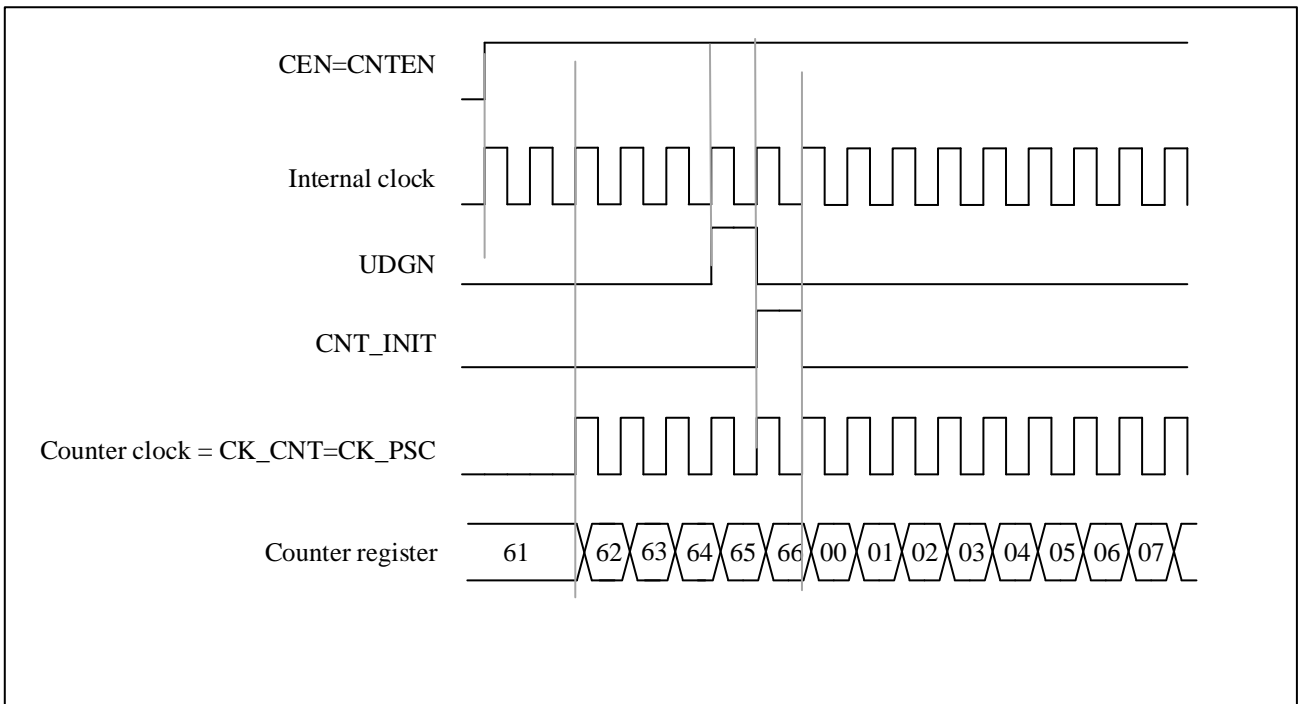 CEN=CNTEN
Internal clock
UDGN
CNT_INIT
Counter clock = CK_CNT=CK_PSC
Counter register 61 62 63 64 65 66 00 01 02 03 04 05 06 07